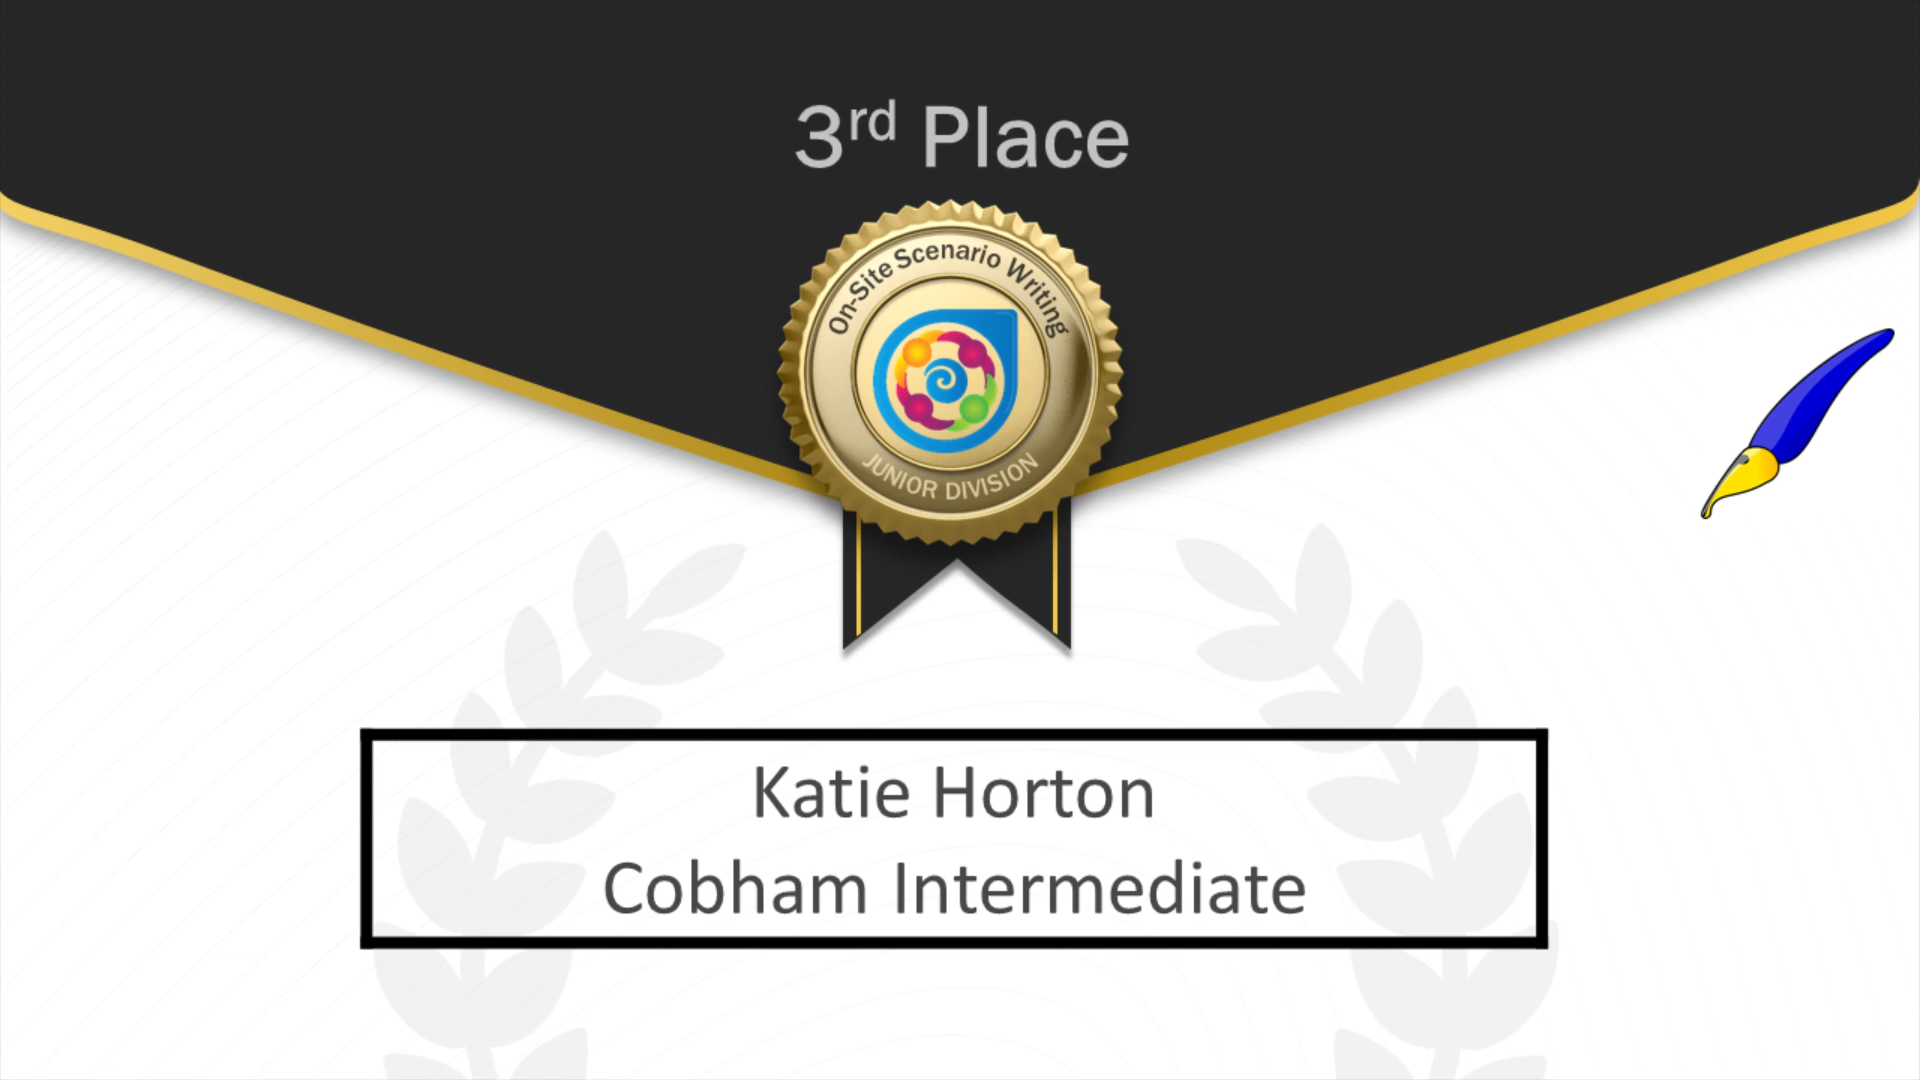 3rd Place
On-Site Scenario Writing
JUNIOR DIVISION
Katie Horton
Cobham Intermediate